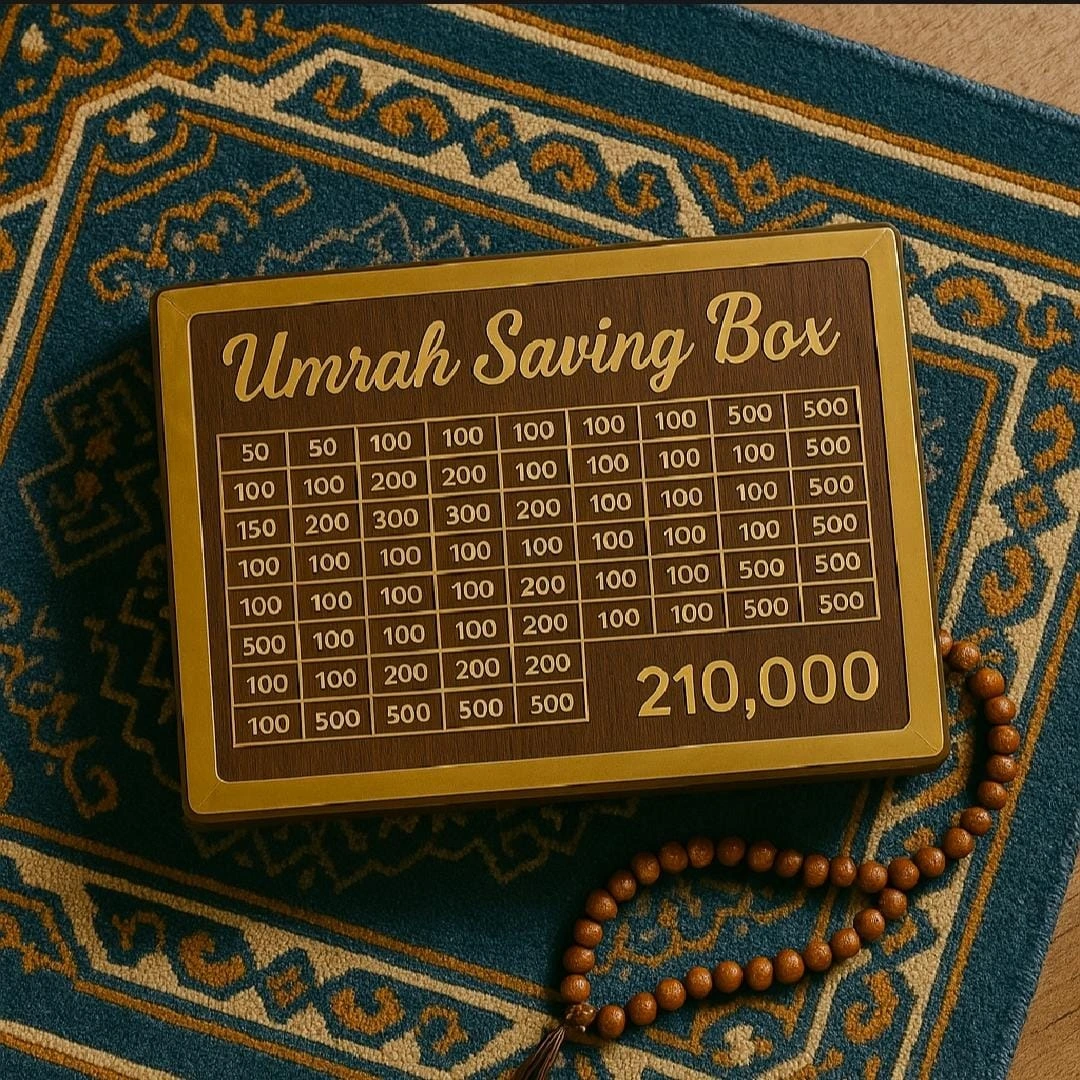 Umrah Saving Box
50 50 100 100 100 100 100 500 500
100 100 200 200 100 100 100 100 500
150 200 300 300 200 100 100 100 500
100 100 100 100 100 100 100 100 500
100 100 100 100 200 100 100 500 500
500 100 100 100 200 100 100 500 500
100 100 200 200 200
100 500 500 500 500
210,000